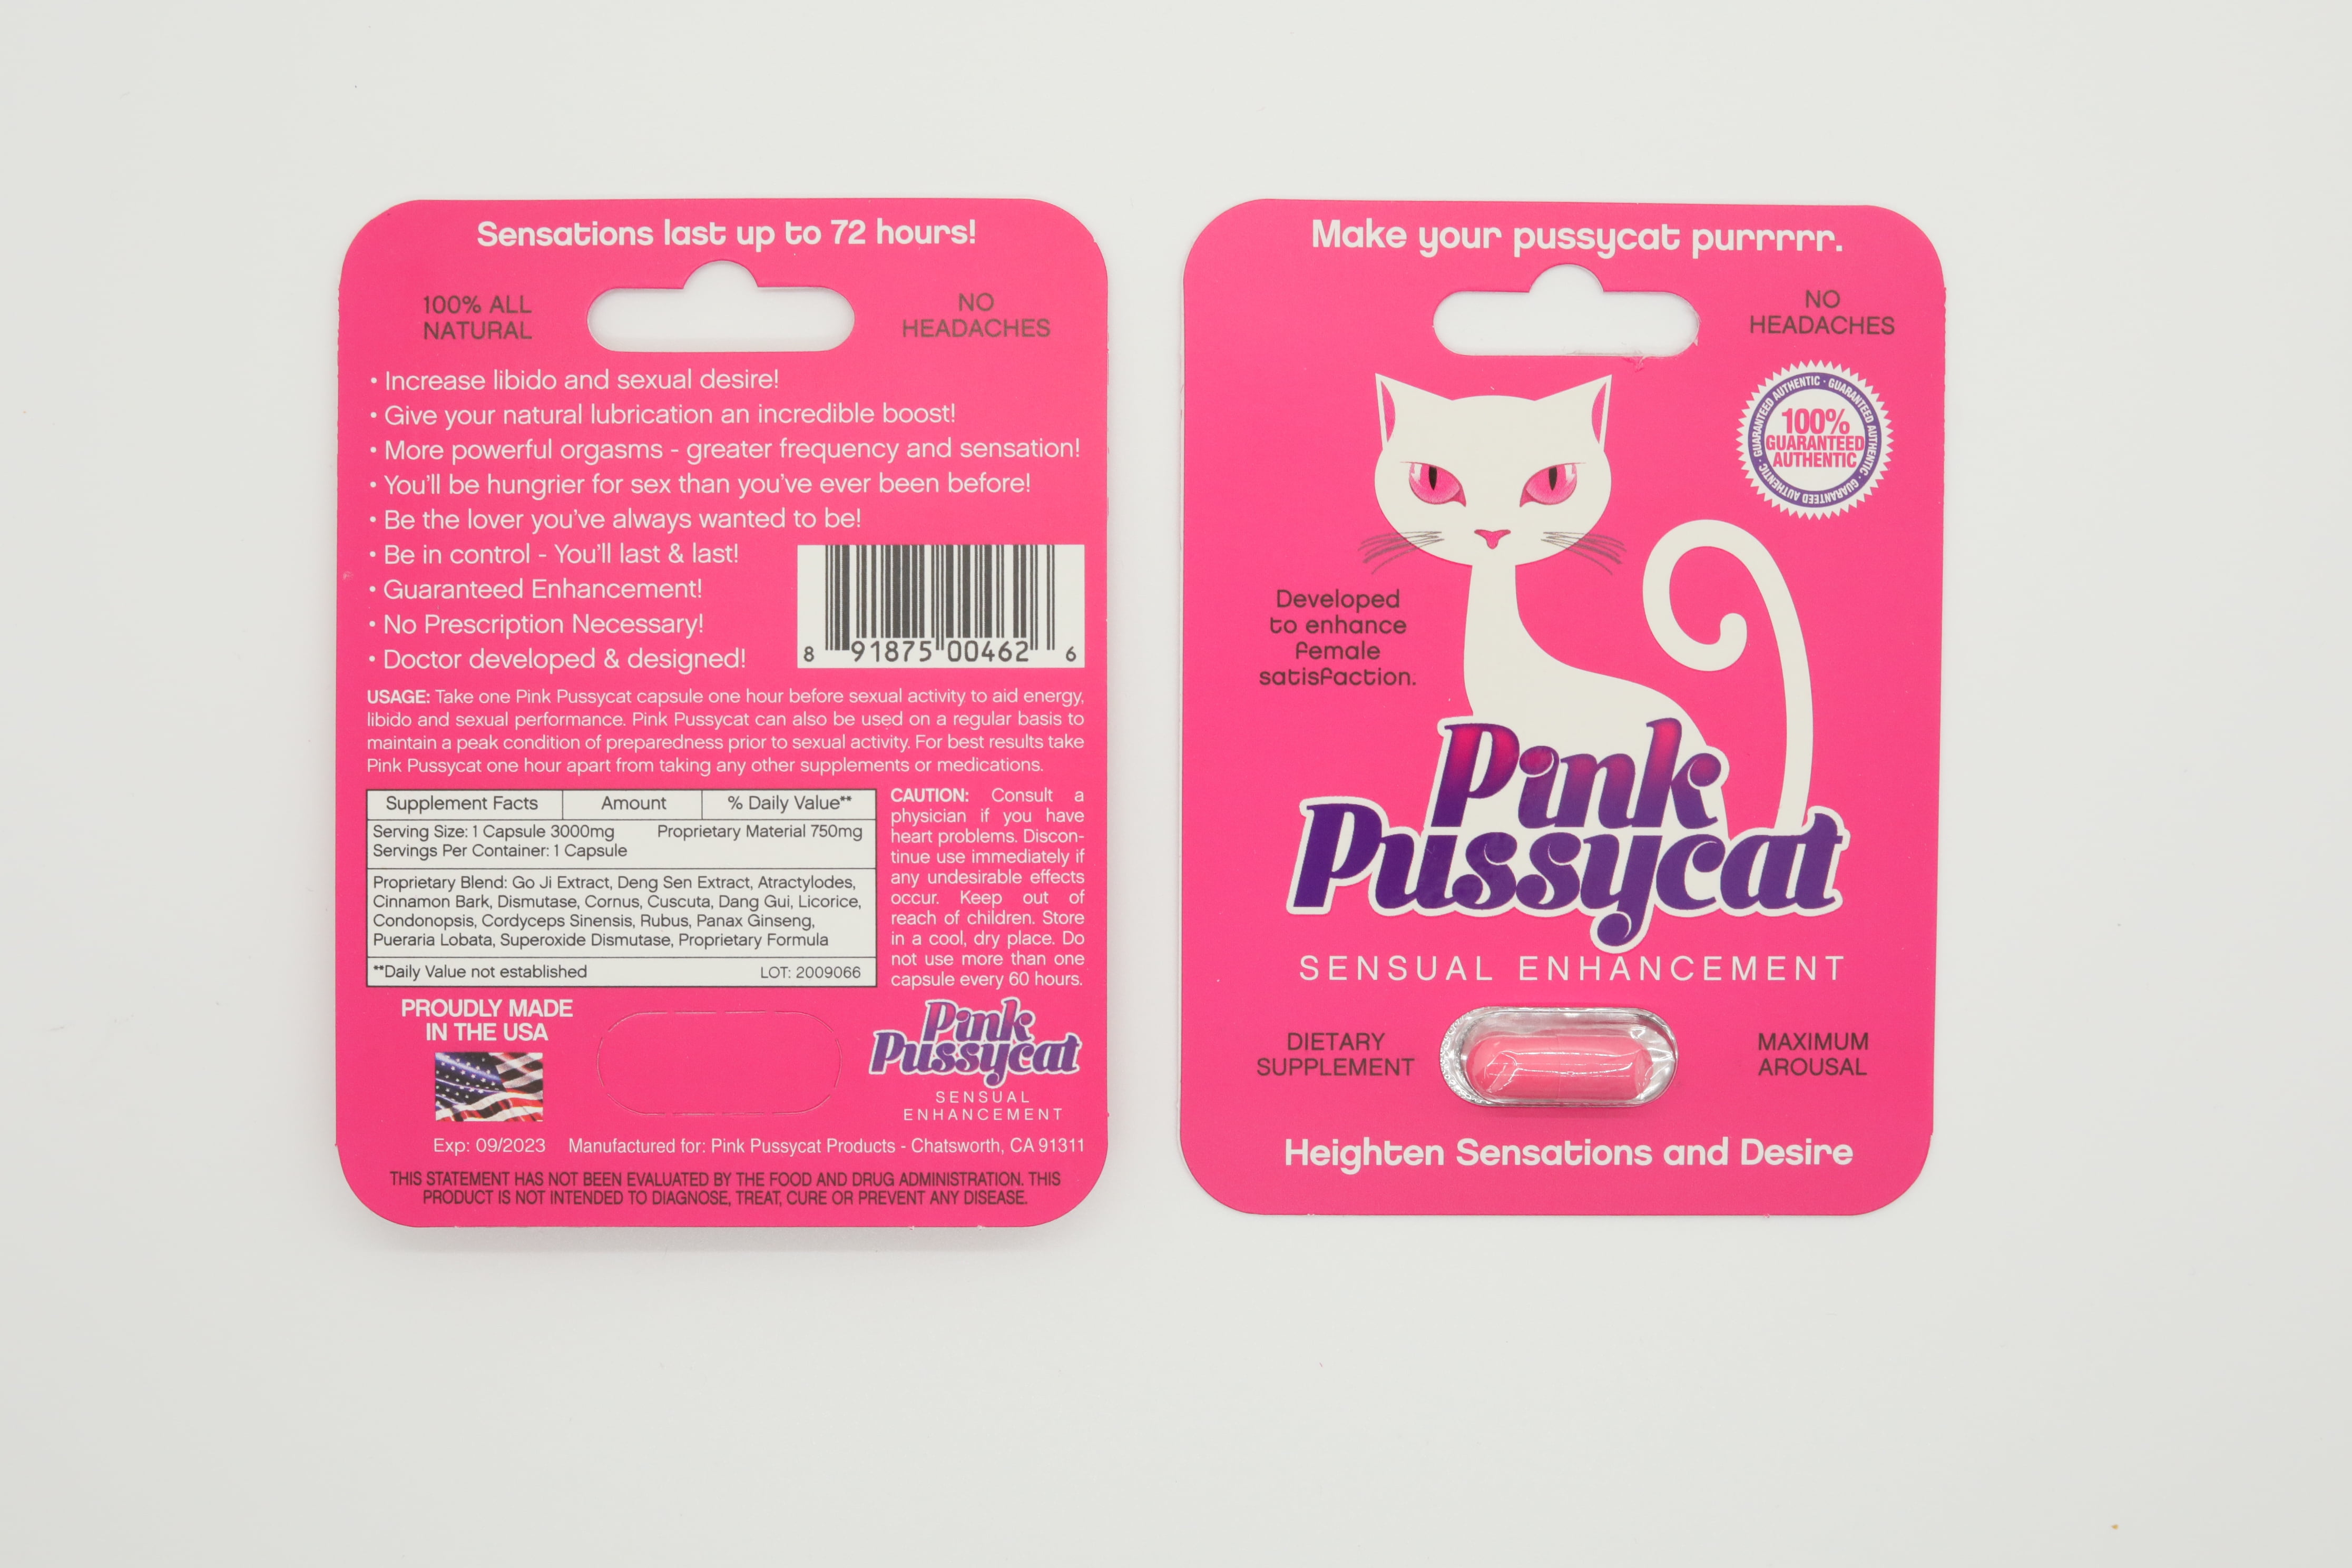 Sensations last up to 72 hours!
100% ALL
NATURAL
NO
HEADACHES
• Increase libido and sexual desire!
• Give your natural lubrication an incredible boost!
• More powerful orgasms - greater frequency and sensation!
• You'll be hungrier for sex than you've ever been before!
• Be the lover you've always wanted to be!
• Be in control - You'll last & last!
• Guaranteed Enhancement!
• No Prescription Necessary!
• Doctor developed & designed!
8 91875 00462 6
USAGE: Take one Pink Pussycat capsule one hour before sexual activity to aid energy,
libido and sexual performance. Pink Pussycat can also be used on a regular basis to
maintain a peak condition of preparedness prior to sexual activity. For best results take
Pink Pussycat one hour apart from taking any other supplements or medications.
Supplement Facts Amount % Daily Value**
Serving Size: 1 Capsule 3000mg Proprietary Material 750mg
Servings Per Container: 1 Capsule
Proprietary Blend: Go Ji Extract, Deng Sen Extract, Atractylodes,
Cinnamon Bark, Dismutase, Cornus, Cuscuta, Dang Gui, Licorice,
Condonopsis, Cordyceps Sinensis, Rubus, Panax Ginseng,
Pueraria Lobata, Superoxide Dismutase, Proprietary Formula
**Daily Value not established LOT: 2009066
CAUTION: Consult a
physician if you have
heart problems. Discon-
tinue use immediately if
any undesirable effects
occur. Keep out of
reach of children. Store
in a cool, dry place. Do
not use more than one
capsule every 60 hours.
PROUDLY MADE
IN THE USA
Pink
Pussycat
SENSUAL
ENHANCEMENT
Exp: 09/2023 Manufactured for: Pink Pussycat Products - Chatsworth, CA 91311
THIS STATEMENT HAS NOT BEEN EVALUATED BY THE FOOD AND DRUG ADMINISTRATION. THIS
PRODUCT IS NOT INTENDED TO DIAGNOSE, TREAT, CURE OR PREVENT ANY DISEASE.
Make your pussycat purrrrr.
NO
HEADACHES
GUARANTEED AUTHENTIC · GUARANTEED AUTHENTIC · GUARANTEED AUTHENTIC ·
100%
GUARANTEED
AUTHENTIC
Developed
to enhance
female
satisfaction.
Pink
Pussycat
SENSUAL ENHANCEMENT
DIETARY
SUPPLEMENT
MAXIMUM
AROUSAL
Heighten Sensations and Desire